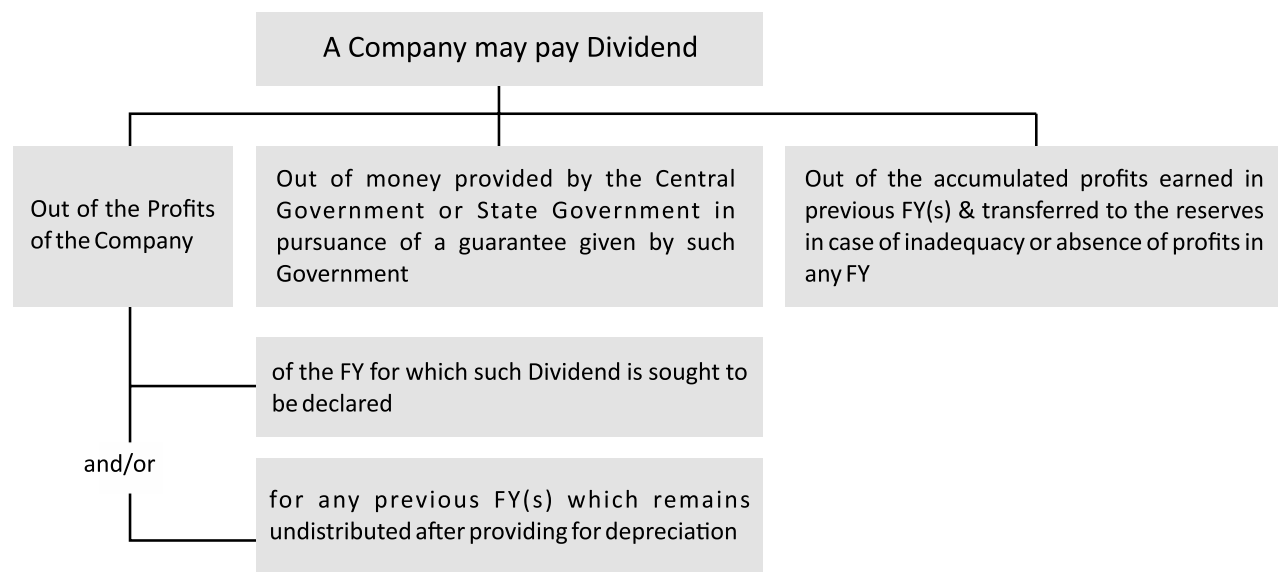 A Company may pay Dividend
Out of the Profits
of the Company
Out of money provided by the Central
Government or State Government in
pursuance of a guarantee given by such
Government
Out of the accumulated profits earned in
previous FY(s) & transferred to the reserves
in case of inadequacy or absence of profits in
any FY
of the FY for which such Dividend is sought to
be declared
and/or
for any previous FY(s) which remains
undistributed after providing for depreciation